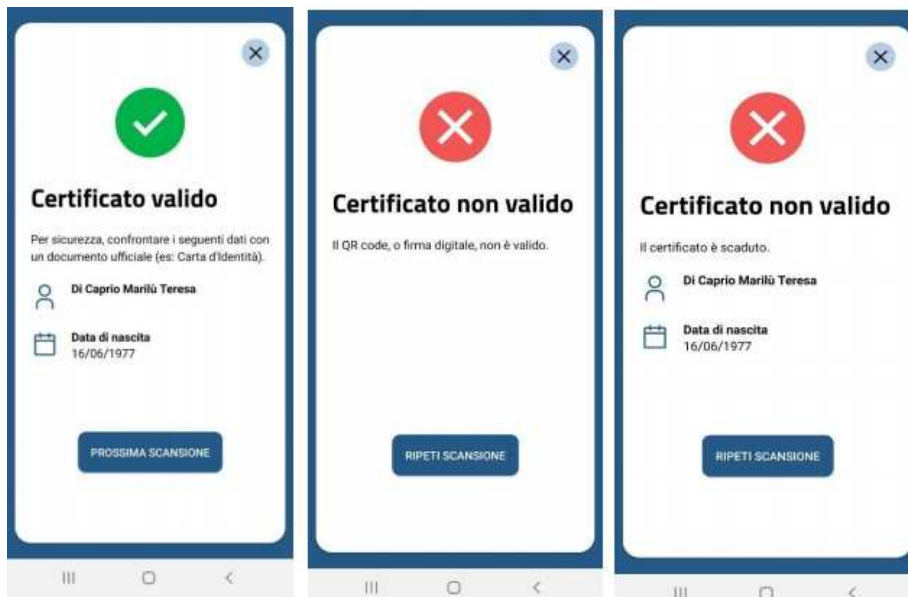 Certificato valido
Per sicurezza, confrontare i seguenti dati con
un documento ufficiale (es: Carta d'Identità).
Di Caprio Marilù Teresa
Data di nascita
16/06/1977
PROSSIMA SCANSIONE
Certificato non valido
Il QR code, o firma digitale, non è valido.
RIPETI SCANSIONE
Certificato non valido
Il certificato è scaduto.
Di Caprio Marilù Teresa
Data di nascita
16/06/1977
RIPETI SCANSIONE